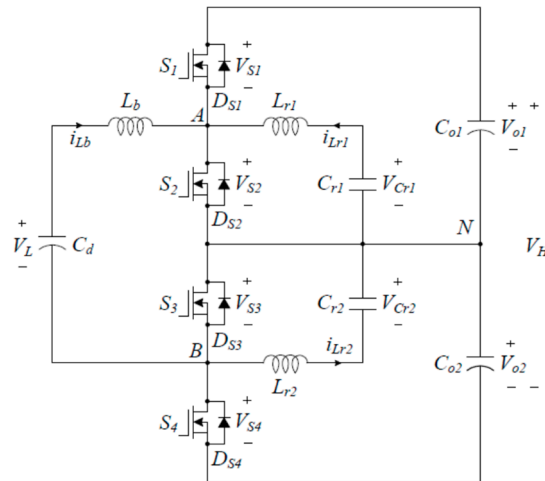 +
S1 VS1
−
DS1
Lb A Lr1
iLb iLr1
Co1 + Vo1 + −
S2 + VS2 −
Cr1 + VCr1 −
DS2
N
+ VL − Cd
VH
S3 + VS3 −
Cr2 + VCr2 −
DS3
B
iLr2
Lr2
Co2 + Vo2 − −
S4 + VS4 −
DS4